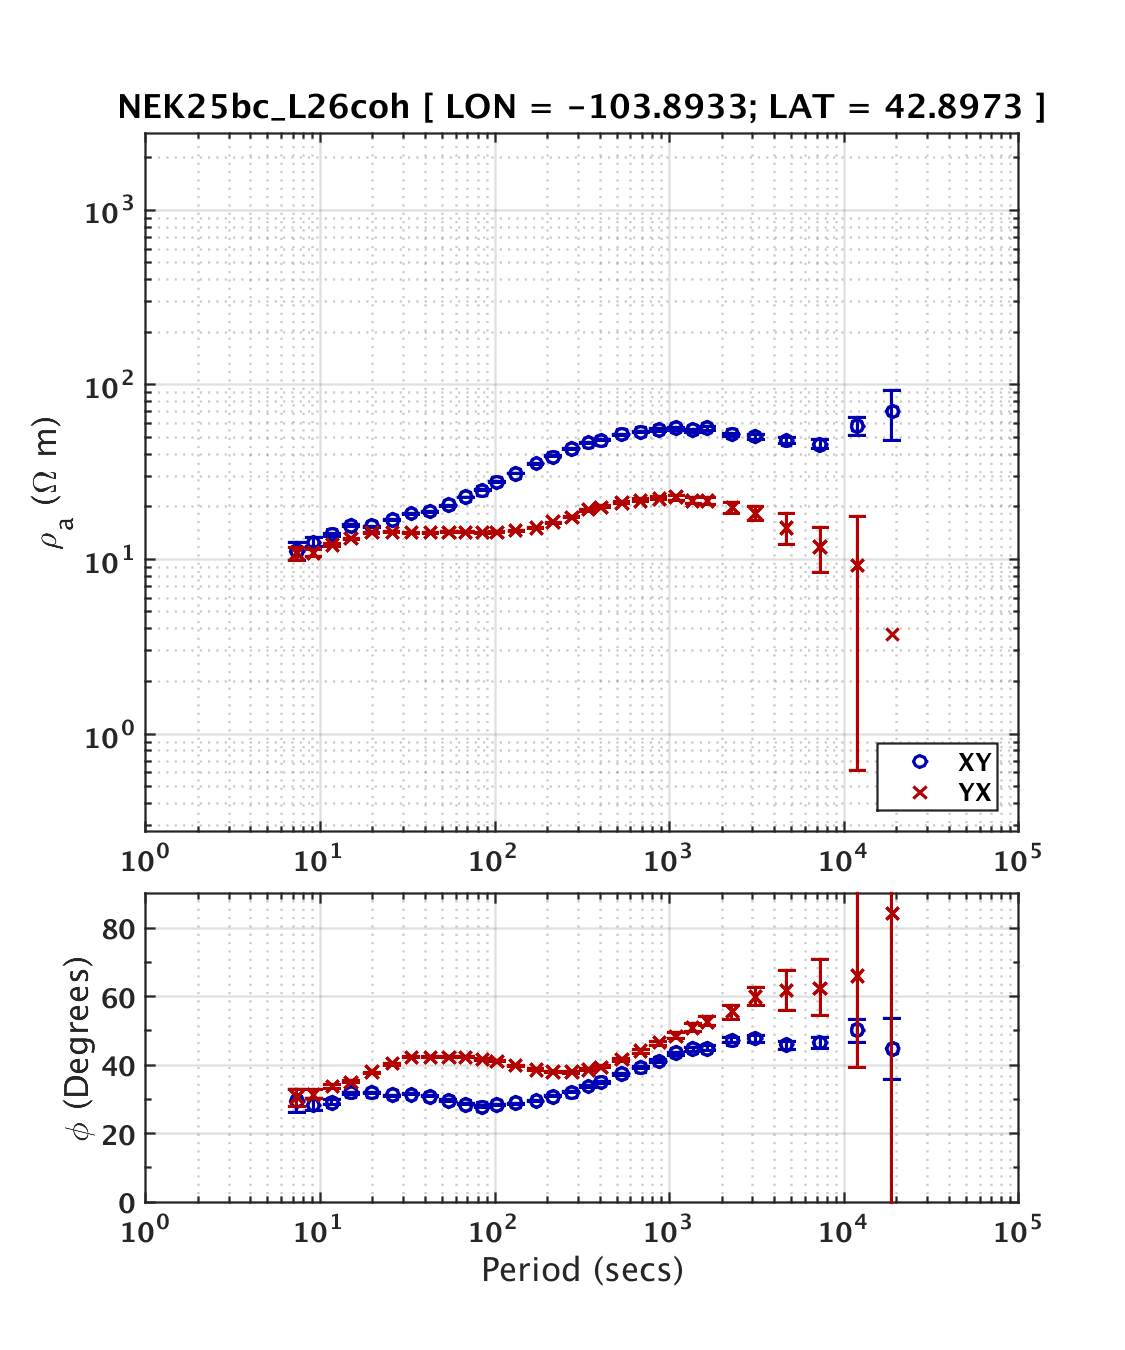 NEK25bc_L26coh [ LON = -103.8933; LAT = 42.8973 ]
10³
10²
10¹
10⁰
ρₐ (Ω m)
XY
YX
10⁰ 10¹ 10² 10³ 10⁴ 10⁵
80
60
40
20
0
ϕ (Degrees)
10⁰ 10¹ 10² 10³ 10⁴ 10⁵
Period (secs)